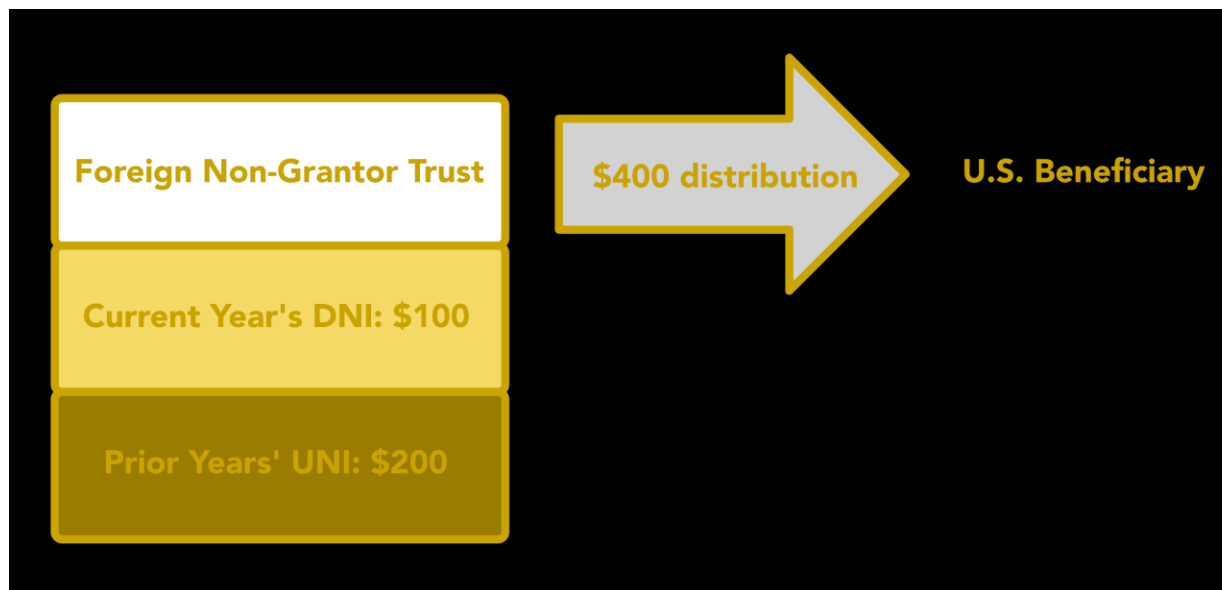 Foreign Non-Grantor Trust
$400 distribution
U.S. Beneficiary
Current Year's DNI: $100
Prior Years' UNI: $200